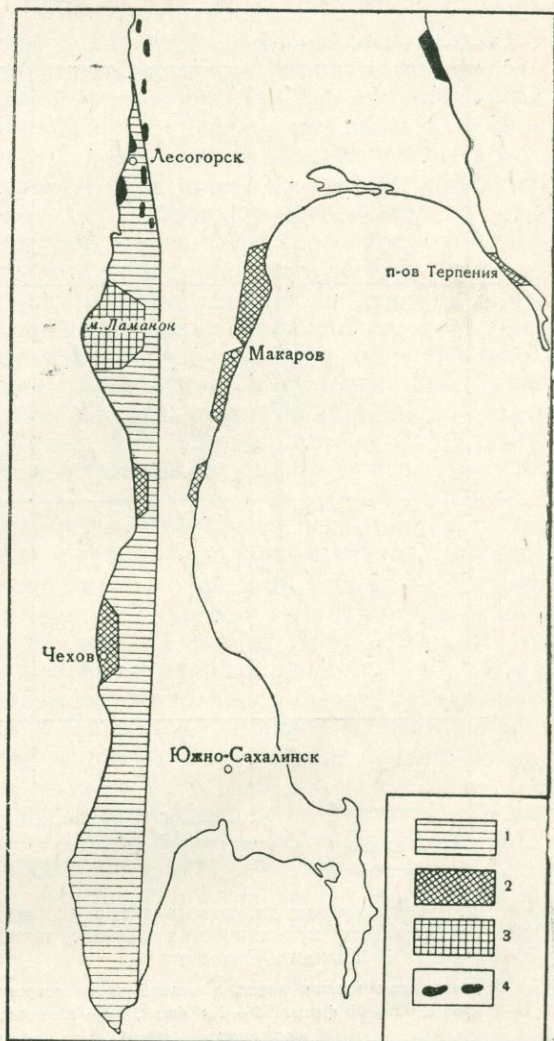 Лесогорск
п-ов Терпения
м. Ламанон
Макаров
Чехов
Южно-Сахалинск
1
2
3
4